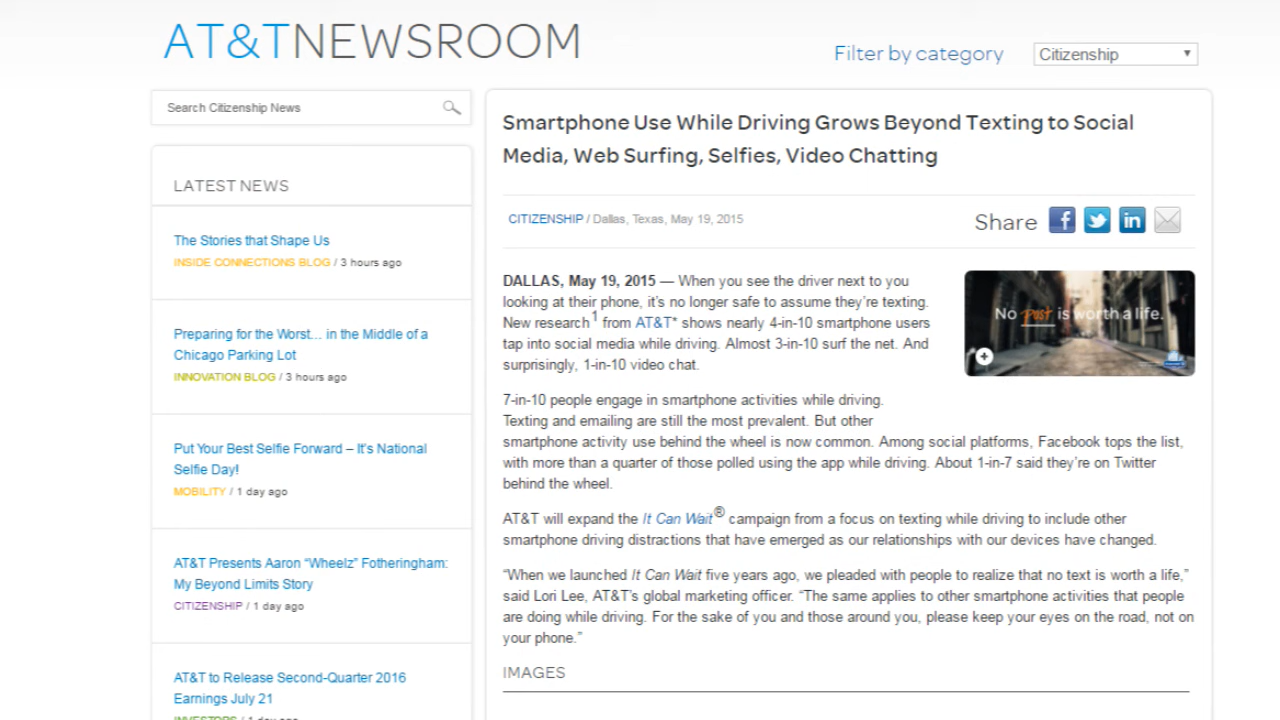 AT&T NEWSROOM
Filter by category
Citizenship
Search Citizenship News
LATEST NEWS
The Stories that Shape Us
INSIDE CONNECTIONS BLOG / 3 hours ago
Preparing for the Worst... in the Middle of a
Chicago Parking Lot
INNOVATION BLOG / 3 hours ago
Put Your Best Selfie Forward – It's National
Selfie Day!
MOBILITY / 1 day ago
AT&T Presents Aaron “Wheelz” Fotheringham:
My Beyond Limits Story
CITIZENSHIP / 1 day ago
AT&T to Release Second-Quarter 2016
Earnings July 21
INVESTORS / 1 day ago
Smartphone Use While Driving Grows Beyond Texting to Social
Media, Web Surfing, Selfies, Video Chatting
CITIZENSHIP / Dallas, Texas, May 19, 2015
Share
DALLAS, May 19, 2015 — When you see the driver next to you
looking at their phone, it's no longer safe to assume they're texting.
New research1 from AT&T* shows nearly 4-in-10 smartphone users
tap into social media while driving. Almost 3-in-10 surf the net. And
surprisingly, 1-in-10 video chat.
No post is worth a life.
7-in-10 people engage in smartphone activities while driving.
Texting and emailing are still the most prevalent. But other
smartphone activity use behind the wheel is now common. Among social platforms, Facebook tops the list,
with more than a quarter of those polled using the app while driving. About 1-in-7 said they're on Twitter
behind the wheel.
AT&T will expand the It Can Wait® campaign from a focus on texting while driving to include other
smartphone driving distractions that have emerged as our relationships with our devices have changed.
“When we launched It Can Wait five years ago, we pleaded with people to realize that no text is worth a life,”
said Lori Lee, AT&T's global marketing officer. “The same applies to other smartphone activities that people
are doing while driving. For the sake of you and those around you, please keep your eyes on the road, not on
your phone.”
IMAGES